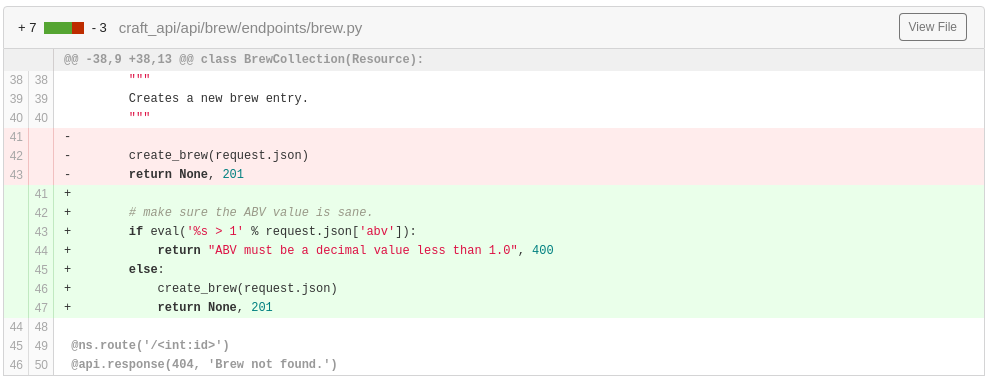 + 7 - 3 craft_api/api/brew/endpoints/brew.py View File
@@ -38,9 +38,13 @@ class BrewCollection(Resource):
38 38 """
39 39 Creates a new brew entry.
40 40 """
41 -
42 - create_brew(request.json)
43 - return None, 201
41 +
42 + # make sure the ABV value is sane.
43 + if eval('%s > 1' % request.json['abv']):
44 + return "ABV must be a decimal value less than 1.0", 400
45 + else:
46 + create_brew(request.json)
47 + return None, 201
44 48
45 49 @ns.route('/<int:id>')
46 50 @api.response(404, 'Brew not found.')